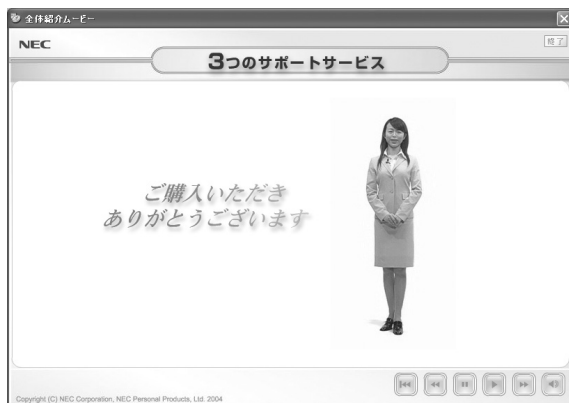 全体紹介ムービー
NEC
終了
3つのサポートサービス
ご購入いただき
ありがとうございます
Copyright (C) NEC Corporation, NEC Personal Products, Ltd. 2004